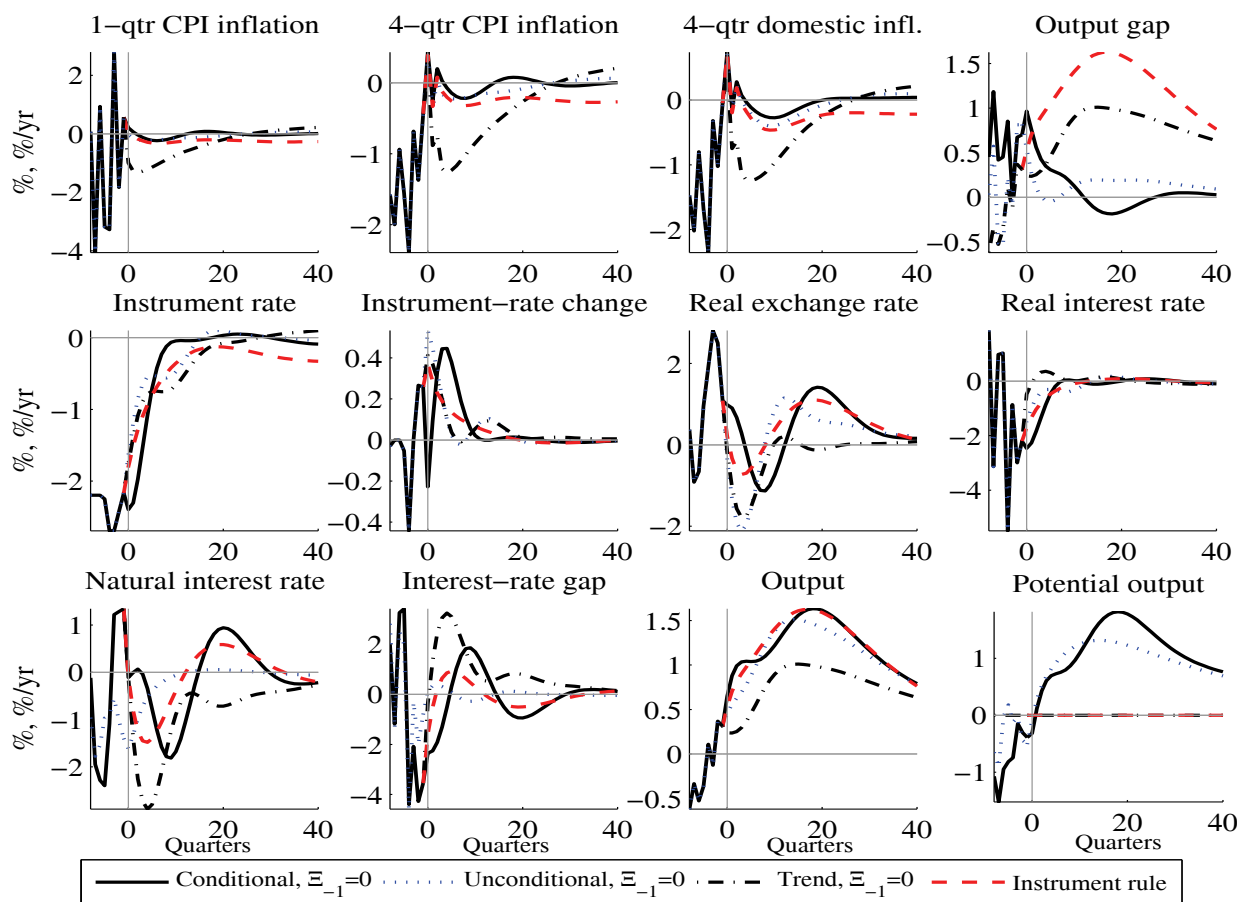 1−qtr CPI inflation 4−qtr CPI inflation 4−qtr domestic infl. Output gap
%, %/yr
2
0
−2
−4
0 20 40
0
−1
−2
0 20 40
0
−1
−2
0 20 40
1.5
1
0.5
0
−0.5
0 20 40
Instrument rate Instrument−rate change Real exchange rate Real interest rate
%, %/yr
0
−1
−2
0 20 40
0.4
0.2
0
−0.2
−0.4
0 20 40
2
0
−2
0 20 40
0
−2
−4
0 20 40
Natural interest rate Interest−rate gap Output Potential output
%, %/yr
1
0
−1
−2
0 20 40
Quarters
2
0
−2
−4
0 20 40
Quarters
1.5
1
0.5
0
−0.5
0 20 40
Quarters
1
0
−1
0 20 40
Quarters
Conditional, Ξ−1=0 Unconditional, Ξ−1=0 Trend, Ξ−1=0 Instrument rule